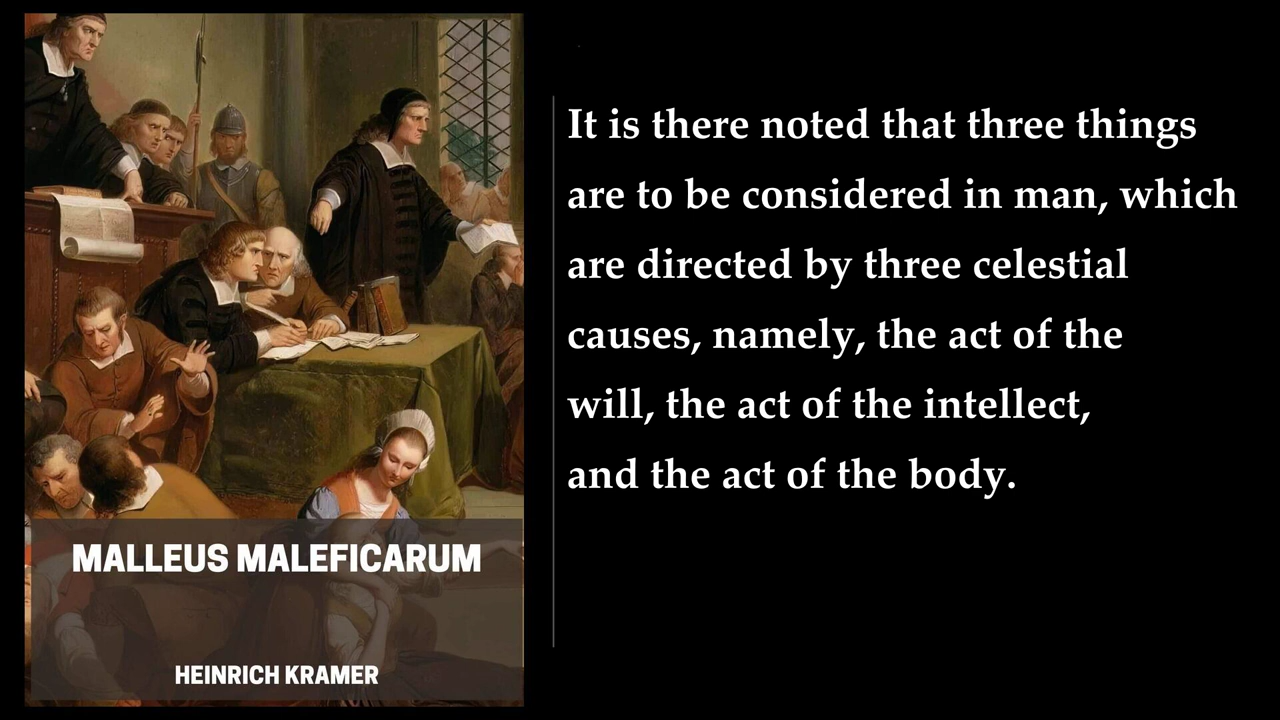 It is there noted that three things
are to be considered in man, which
are directed by three celestial
causes, namely, the act of the
will, the act of the intellect,
and the act of the body.
MALLEUS MALEFICARUM
HEINRICH KRAMER